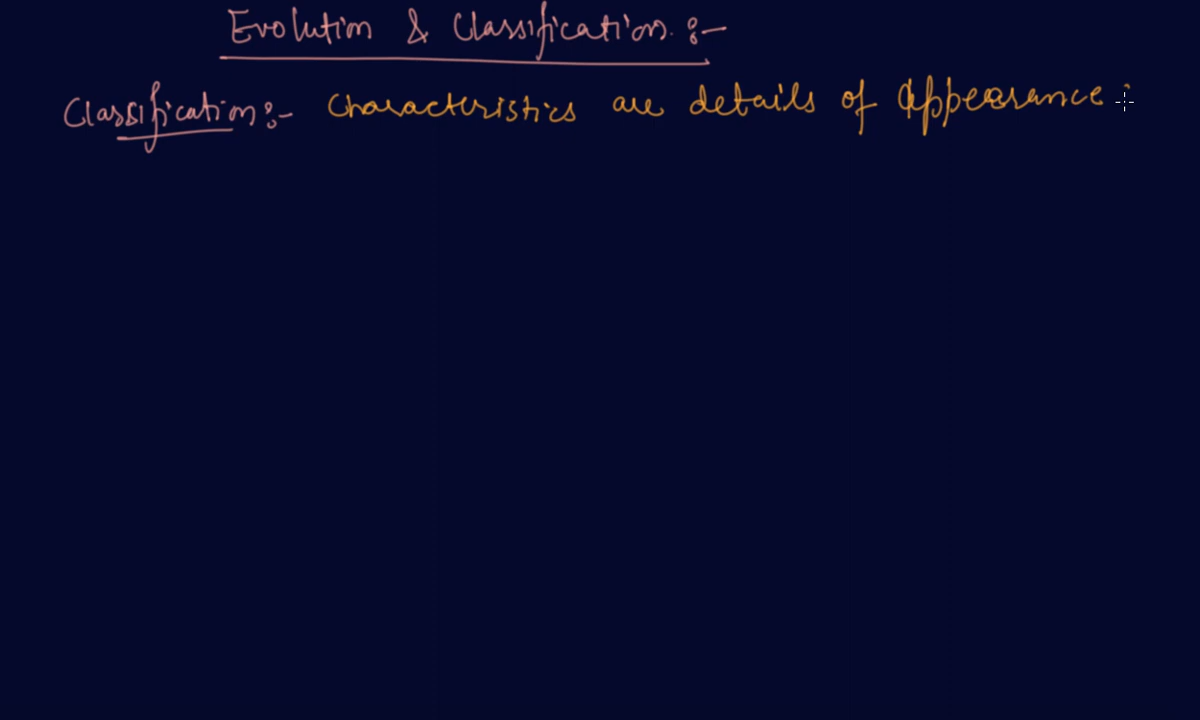 Evolution & Classification :-
Classification :- Characteristics are details of appearance